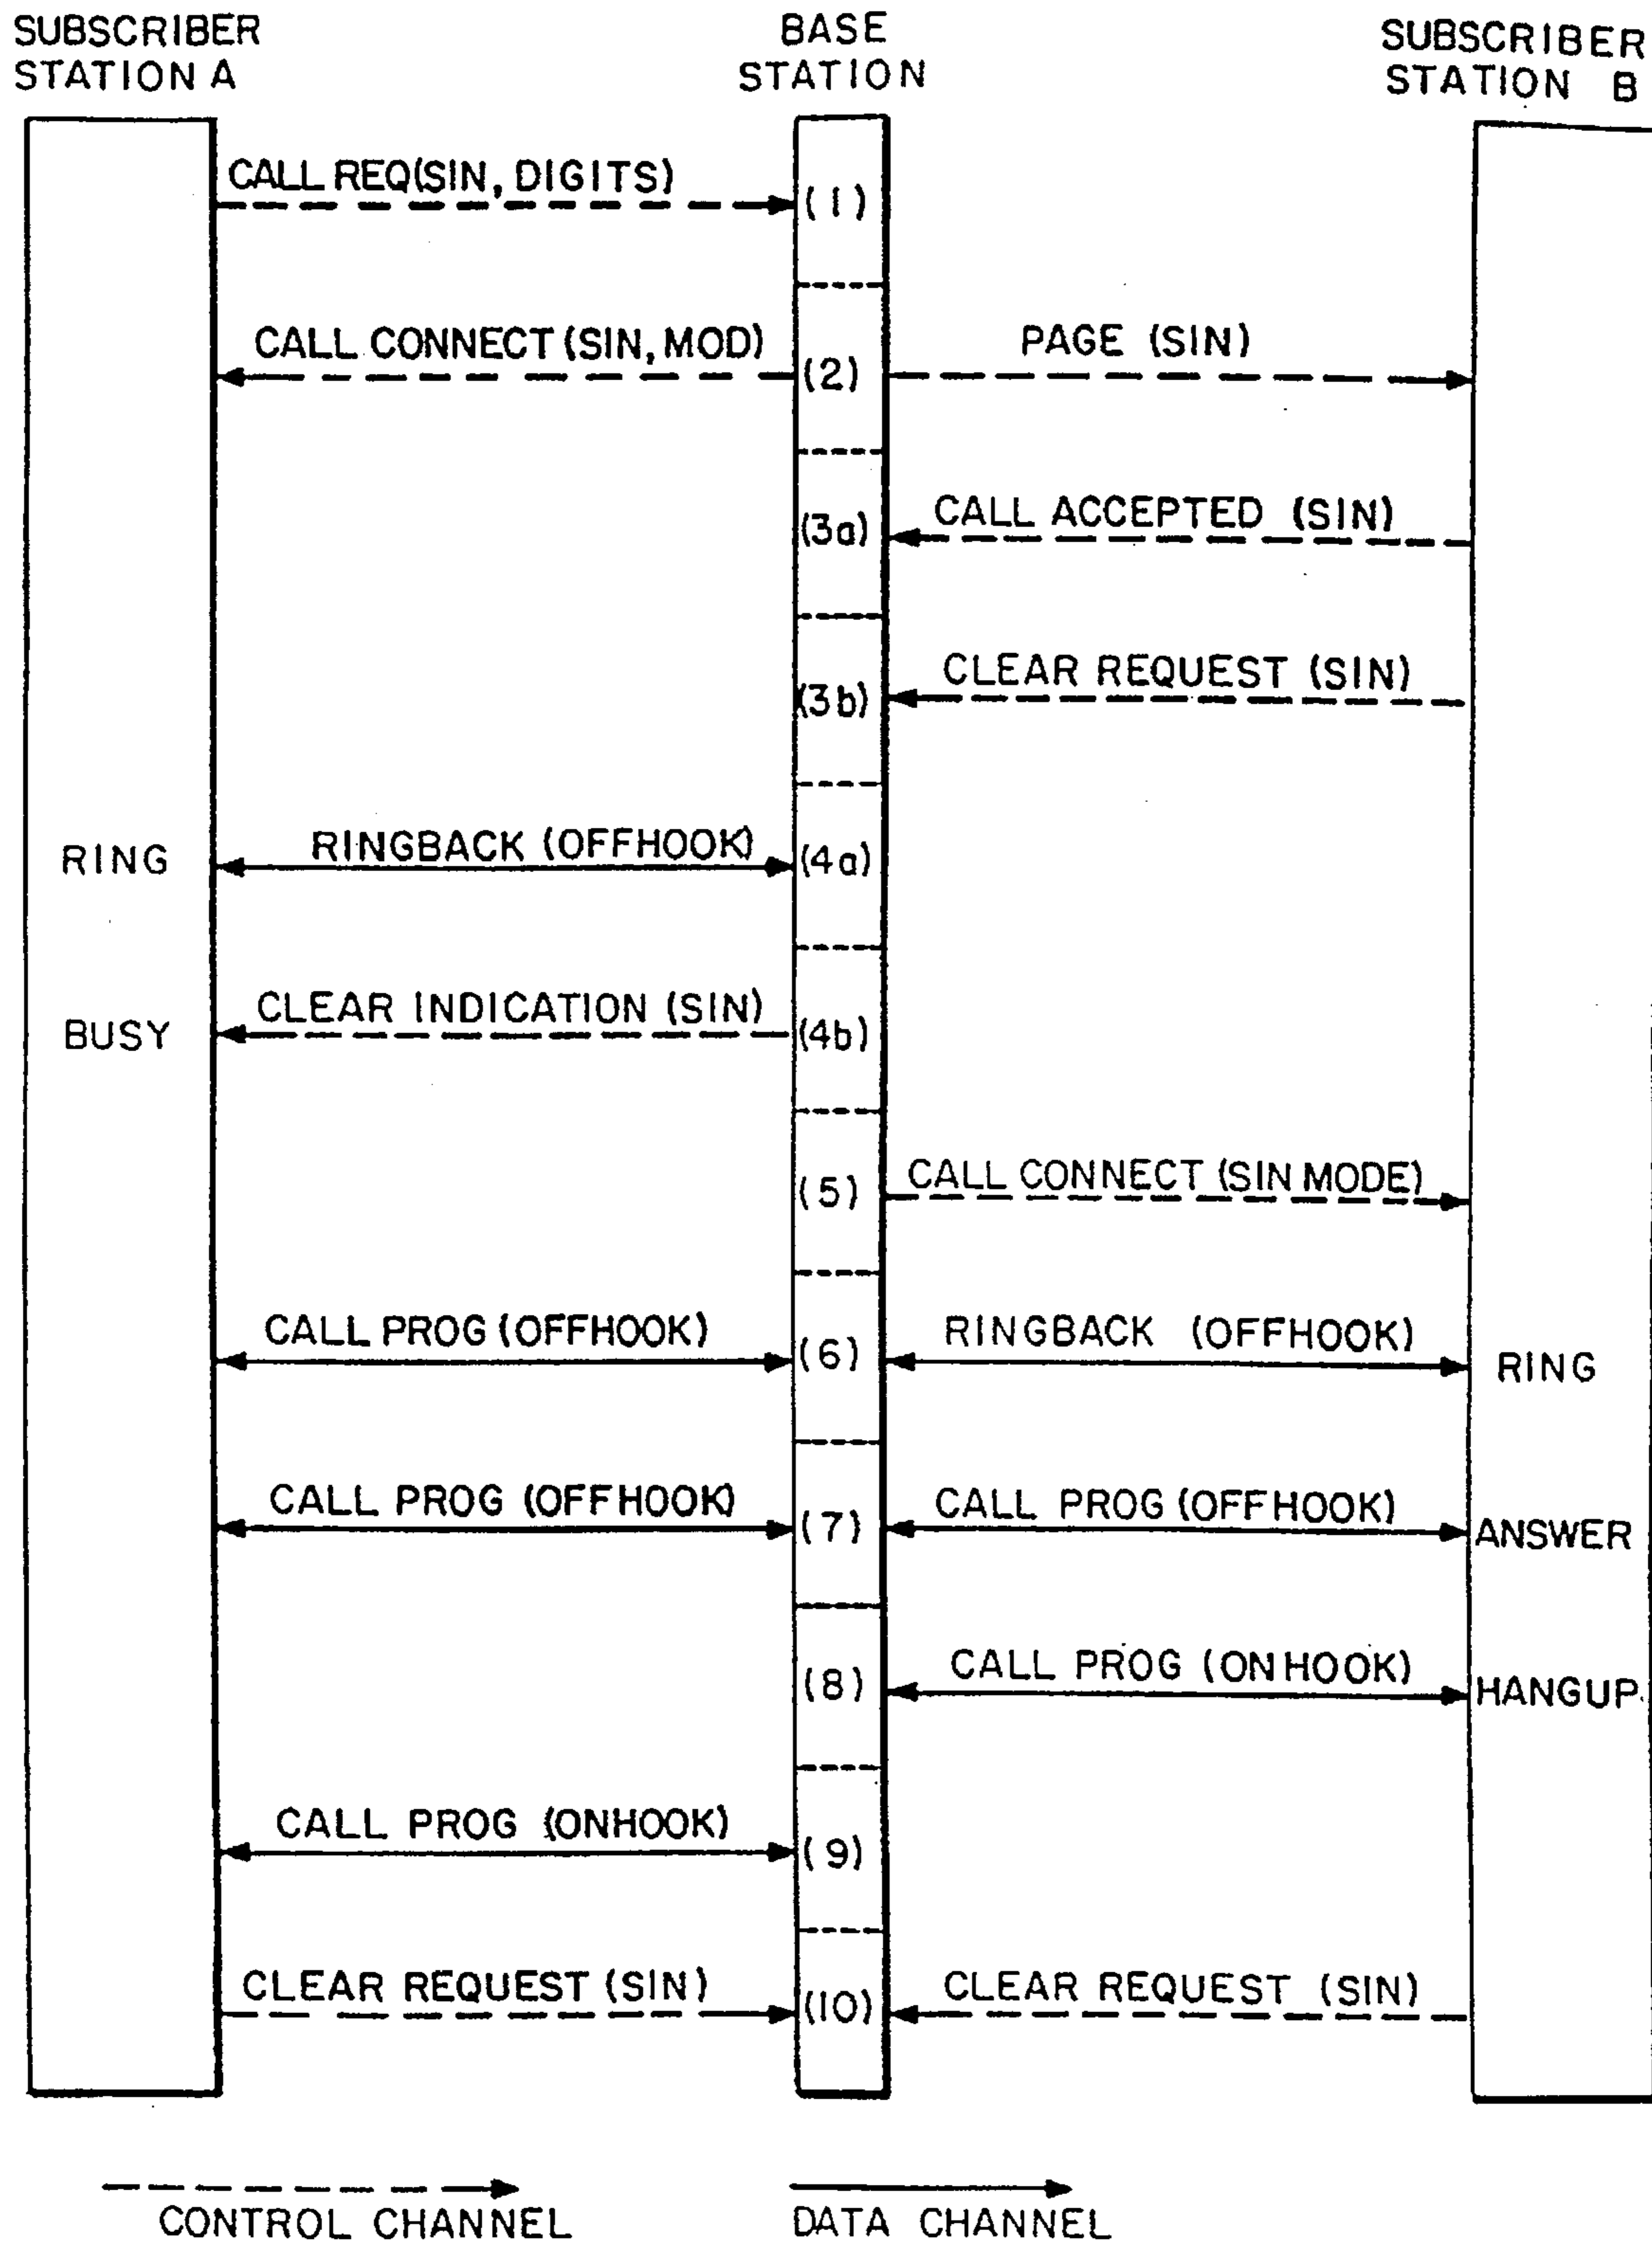 SUBSCRIBER
STATION A
BASE
STATION
SUBSCRIBER
STATION B
CALL REQ(SIN, DIGITS)
(1)
CALL CONNECT (SIN, MOD)
(2)
PAGE (SIN)
(3a)
CALL ACCEPTED (SIN)
(3b)
CLEAR REQUEST (SIN)
RING
RINGBACK (OFFHOOK)
(4a)
BUSY
CLEAR INDICATION (SIN)
(4b)
(5)
CALL CONNECT (SIN MODE)
CALL PROG (OFFHOOK)
(6)
RINGBACK (OFFHOOK)
RING
CALL PROG (OFFHOOK)
(7)
CALL PROG (OFFHOOK)
ANSWER
(8)
CALL PROG (ONHOOK)
HANGUP
CALL PROG (ONHOOK)
(9)
CLEAR REQUEST (SIN)
(10)
CLEAR REQUEST (SIN)
CONTROL CHANNEL
DATA CHANNEL